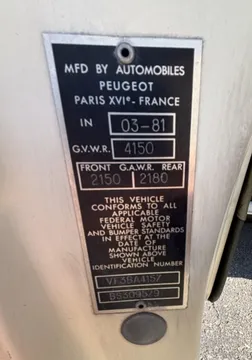 MFD BY AUTOMOBILES
PEUGEOT
PARIS XVIe - FRANCE
IN 03-81
G.V.W.R. 4150
FRONT G.A.W.R. REAR
2150 2180
THIS VEHICLE
CONFORMS TO ALL
APPLICABLE
FEDERAL MOTOR
VEHICLE SAFETY
AND BUMPER STANDARDS
IN EFFECT AT THE
DATE OF
MANUFACTURE
SHOWN ABOVE
VEHICLE
IDENTIFICATION NUMBER